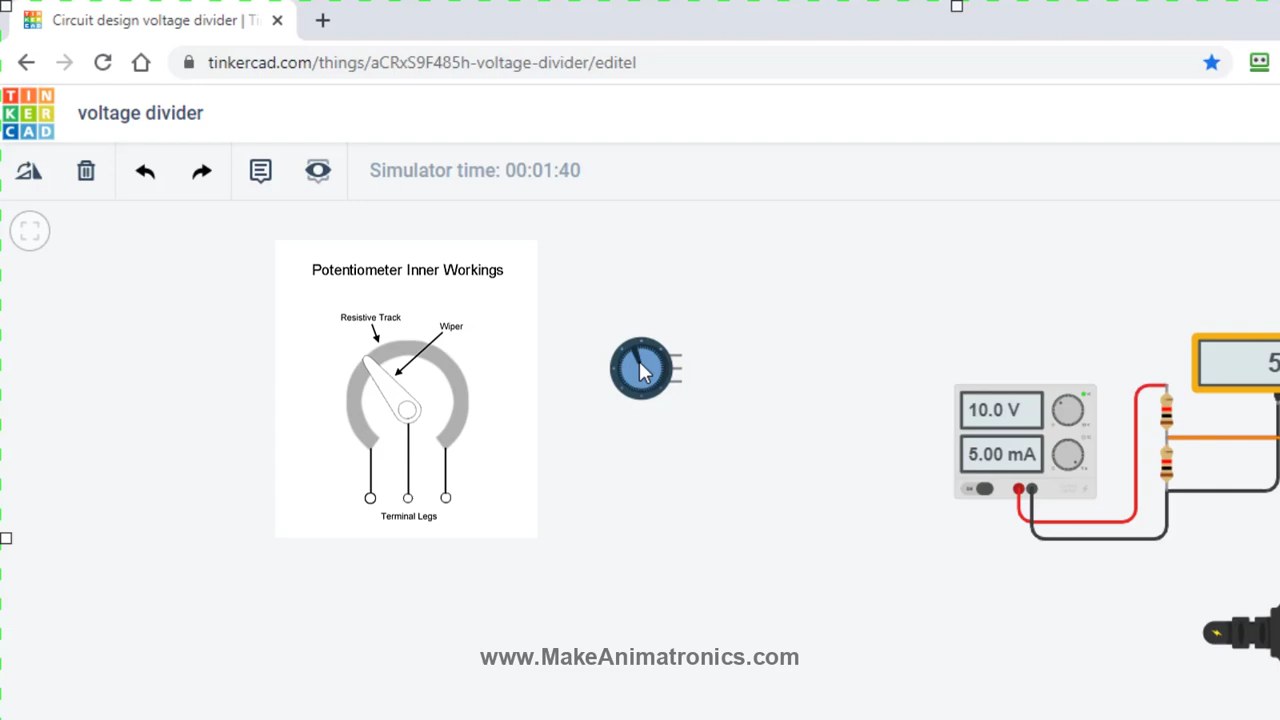 Circuit design voltage divider | Ti
tinkercad.com/things/aCRxS9F485h-voltage-divider/editel
TIN
KER
CAD
voltage divider
Simulator time: 00:01:40
Potentiometer Inner Workings
Resistive Track
Wiper
Terminal Legs
10.0 V
5.00 mA
5
www.MakeAnimatronics.com